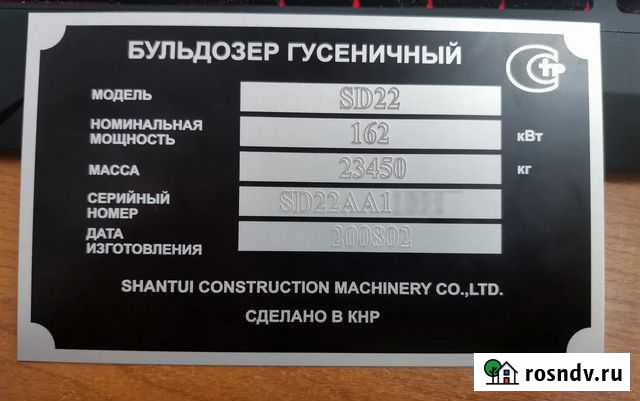 БУЛЬДОЗЕР ГУСЕНИЧНЫЙ
МОДЕЛЬ SD22
НОМИНАЛЬНАЯ
МОЩНОСТЬ 162 кВт
МАССА 23450 кг
СЕРИЙНЫЙ
НОМЕР SD22AA1
ДАТА
ИЗГОТОВЛЕНИЯ 200802
SHANTUI CONSTRUCTION MACHINERY CO.,LTD.
СДЕЛАНО В КНР
rosndv.ru